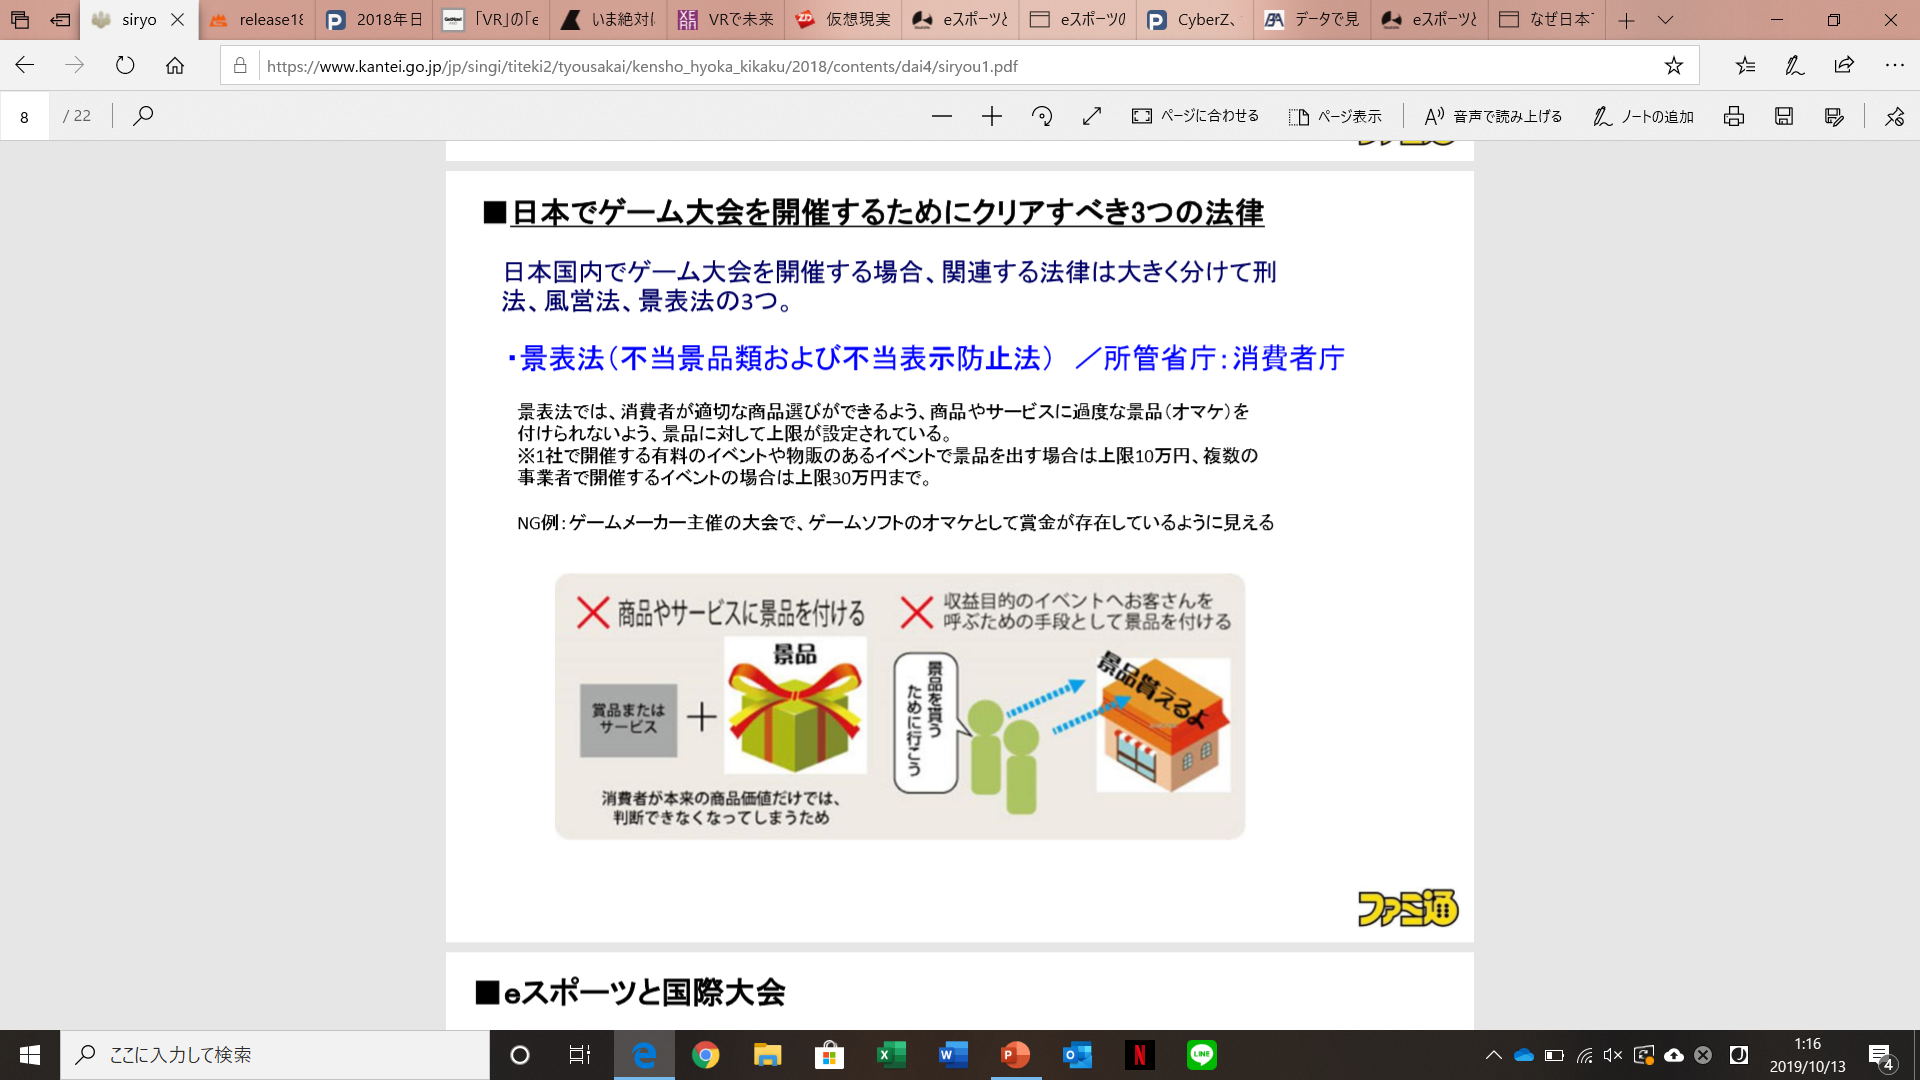 siryo
release18
2018年日
「VR」の「e
いま絶対に
VRで未来
仮想現実
eスポーツと
eスポーツの
CyberZ、
データで見
eスポーツと
なぜ日本で
https://www.kantei.go.jp/jp/singi/titeki2/tyousakai/kensho_hyoka_kikaku/2018/contents/dai4/siryou1.pdf
8 / 22
ページに合わせる
ページ表示
音声で読み上げる
ノートの追加
■日本でゲーム大会を開催するためにクリアすべき3つの法律
日本国内でゲーム大会を開催する場合、関連する法律は大きく分けて刑
法、風営法、景表法の3つ。
・景表法（不当景品類および不当表示防止法） ／所管省庁：消費者庁
景表法では、消費者が適切な商品選びができるよう、商品やサービスに過度な景品（オマケ）を
付けられないよう、景品に対して上限が設定されている。
※1社で開催する有料のイベントや物販のあるイベントで景品を出す場合は上限10万円、複数の
事業者で開催するイベントの場合は上限30万円まで。
NG例：ゲームメーカー主催の大会で、ゲームソフトのオマケとして賞金が存在しているように見える
商品やサービスに景品を付ける
景品
賞品または
サービス
消費者が本来の商品価値だけでは、
判断できなくなってしまうため
収益目的のイベントへお客さんを
呼ぶための手段として景品を付ける
景品を貰う
ために行こう
景品貰えるよ
ファミ通
■eスポーツと国際大会
ここに入力して検索
1:16
2019/10/13
4